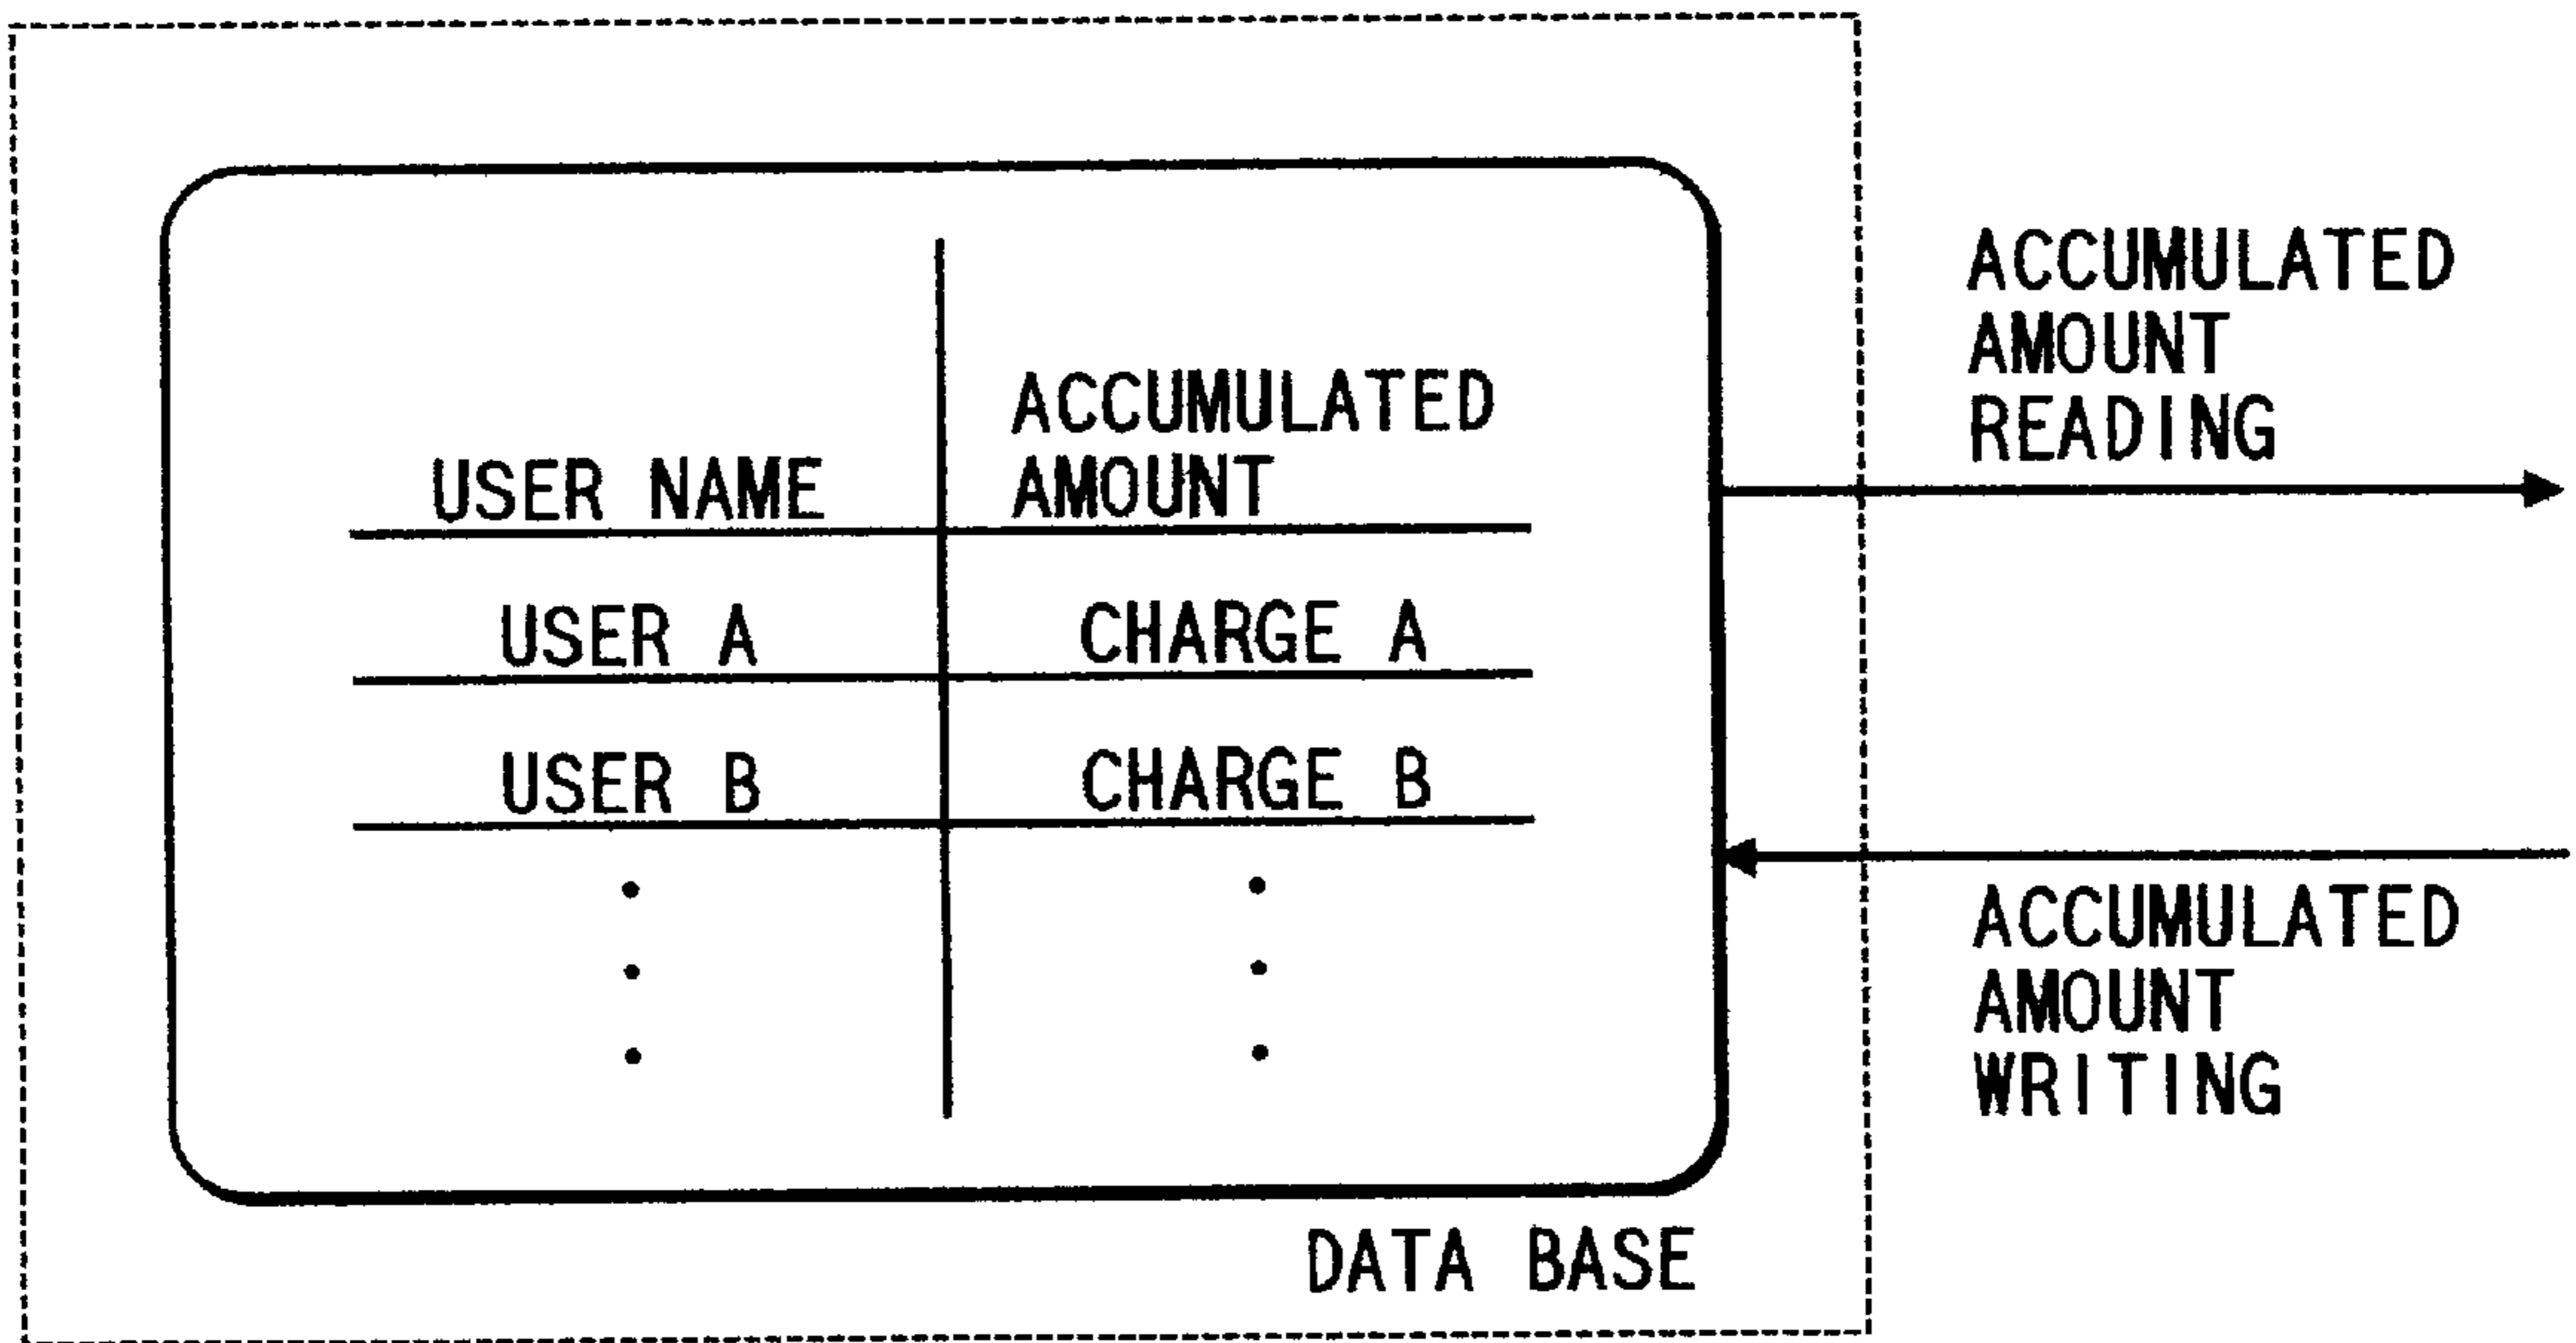 USER NAME
ACCUMULATED
AMOUNT
USER A
CHARGE A
USER B
CHARGE B
DATA BASE
ACCUMULATED
AMOUNT
READING
ACCUMULATED
AMOUNT
WRITING